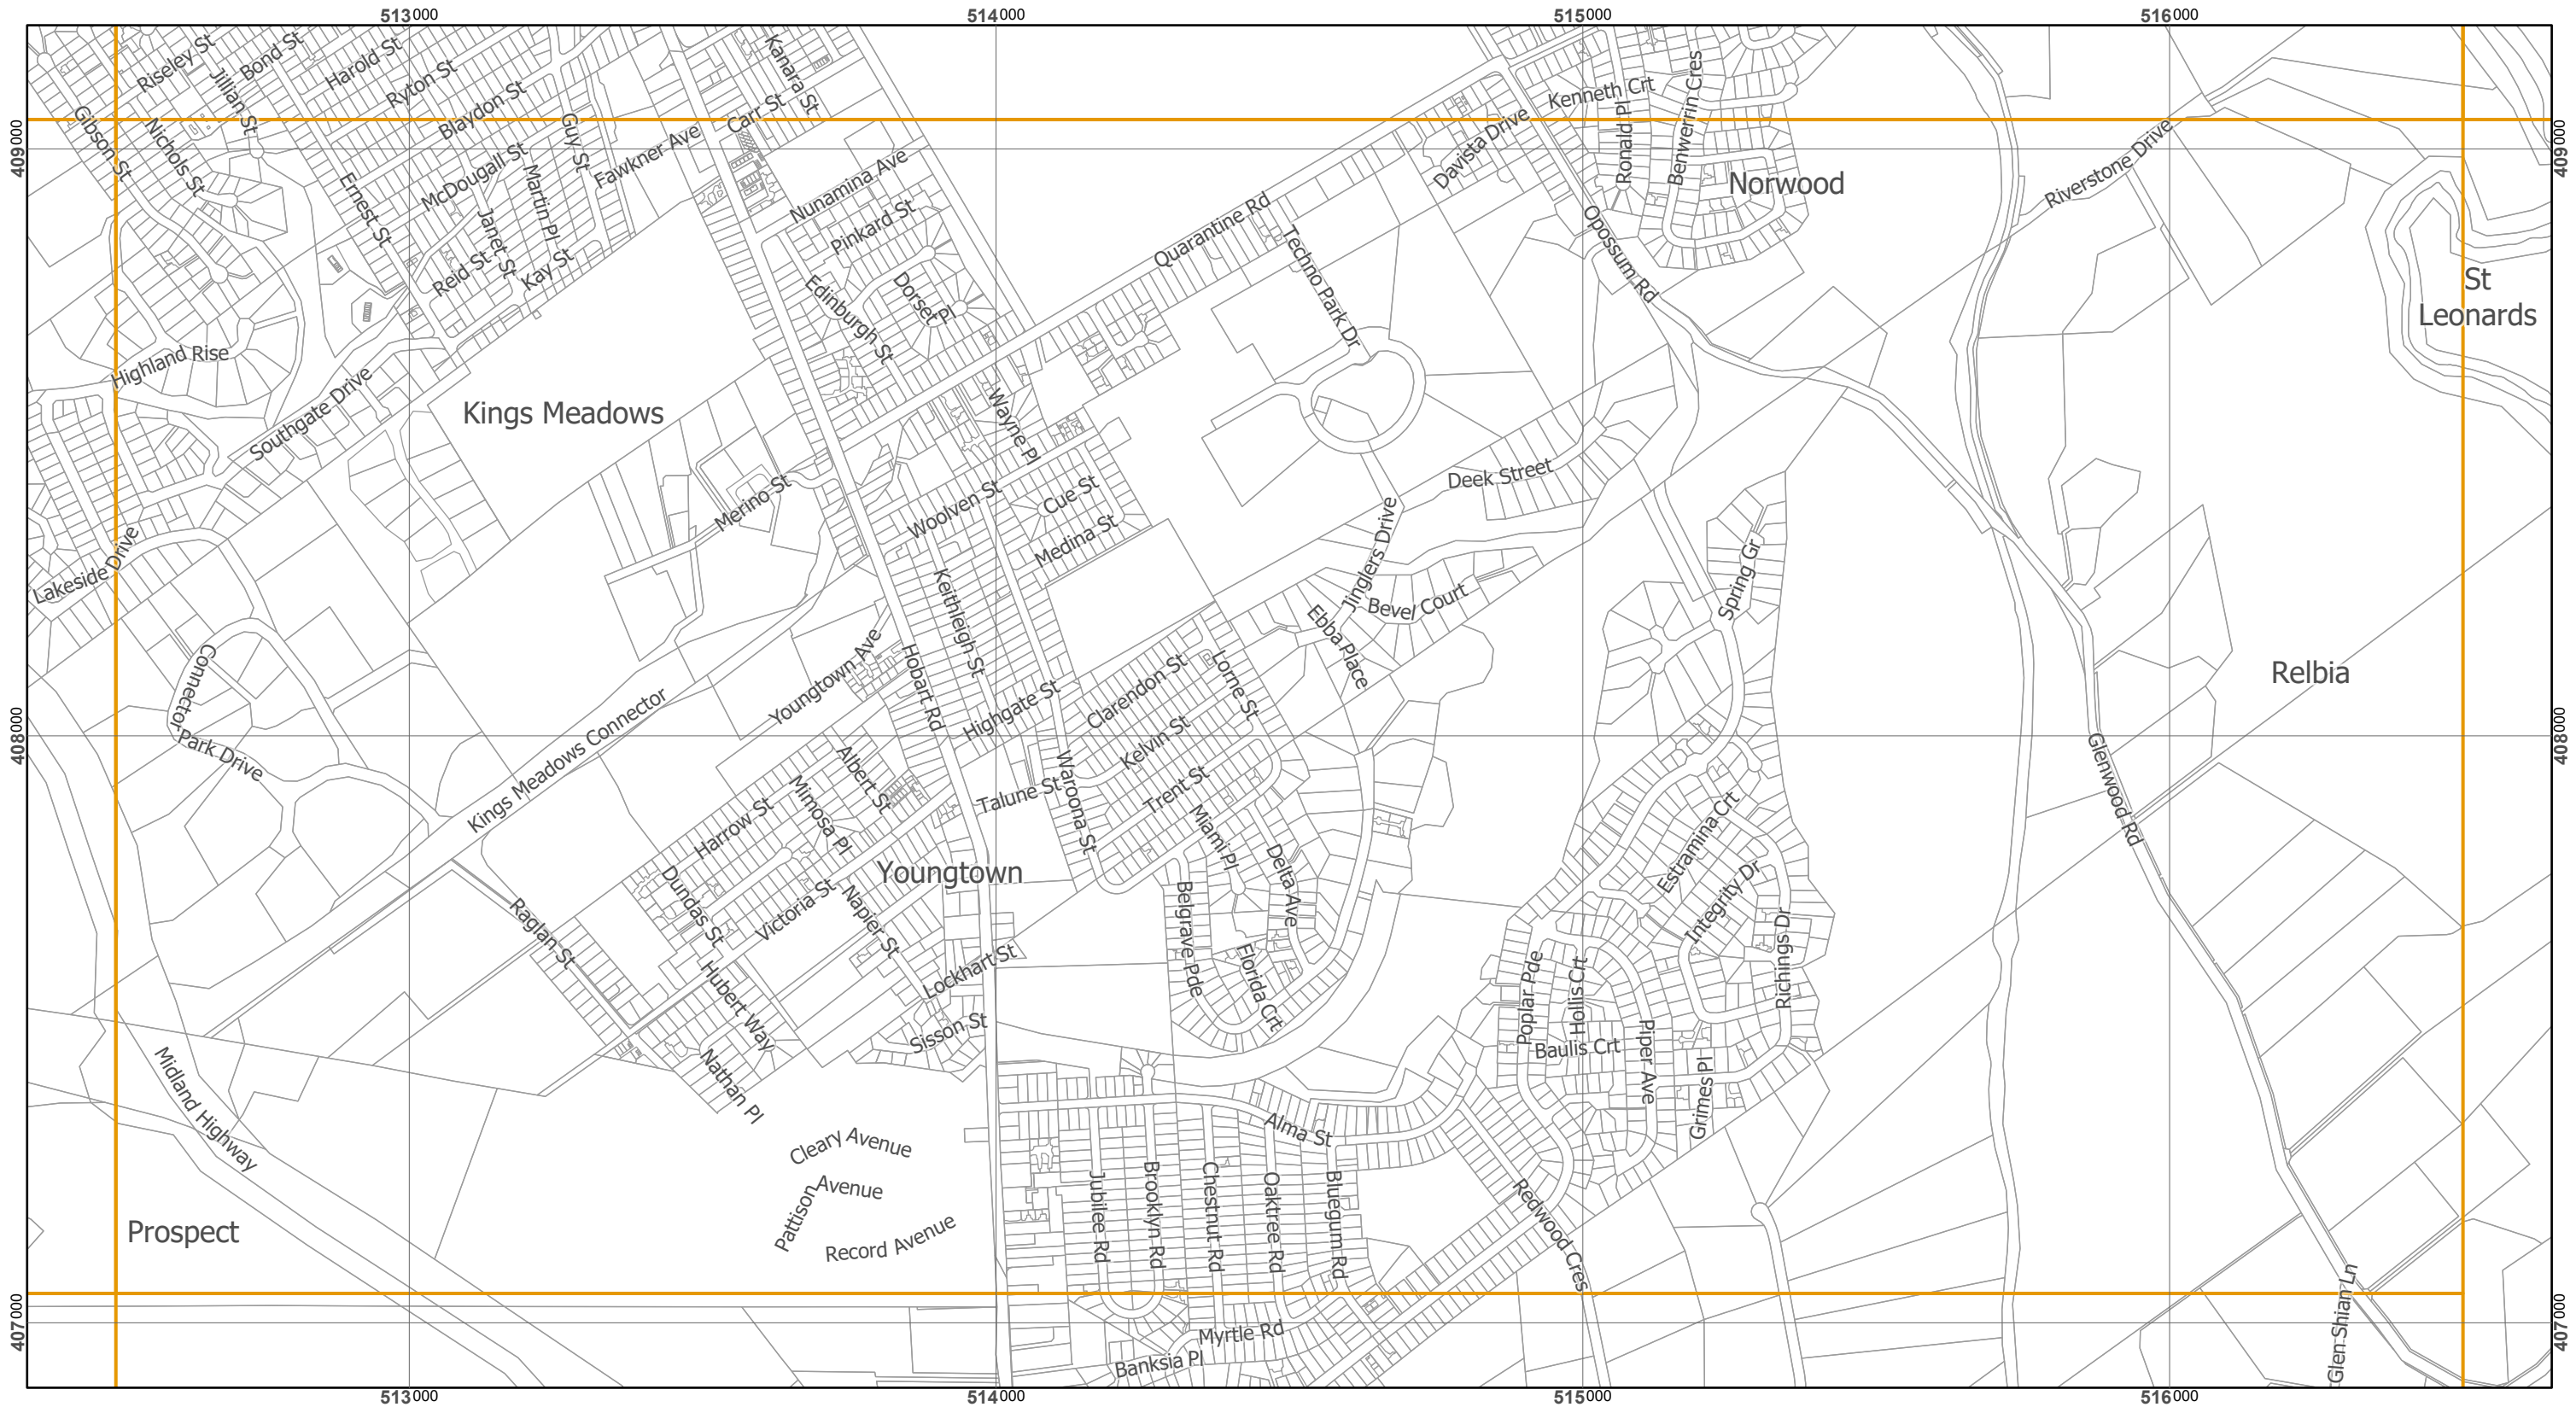 513000
514000
515000
516000
Riseley St
Bond St
Harold St
Ryton St
Blaydon St
Jillian St
Gibson St
Nichols St
Ernest St
McDougall St
Martin Pl
Guy St
Janet St
Reid St
Kay St
Fawkner Ave
Carr St
Kanara St
Nunamina Ave
Pinkard St
Edinburgh St
Dorset Pl
Quarantine Rd
Techno Park Dr
Davista Drive
Kenneth Crt
Ronald Pl
Benwerrin Cres
Norwood
Opossum Rd
Riverstone Drive
409000
409000
St
Leonards
Highland Rise
Southgate Drive
Kings Meadows
Wayne Pl
Merino St
Woolven St
Cue St
Medina St
Deek Street
Jinglers Drive
Bevel Court
Ebba Place
Spring Gr
Lakeside Drive
Connector
Park Drive
Kings Meadows Connector
Youngtown Ave
Keithleigh St
Hobart Rd
Highgate St
Clarendon St
Lorne St
Kelvin St
Trent St
Relbia
Glenwood Rd
408000
408000
Talune St
Waroona St
Miami Pl
Delta Ave
Albert St
Mimosa Pl
Harrow St
Dundas St
Victoria St
Napier St
Youngtown
Raglan St
Hubert Way
Nathan Pl
Lockhart St
Sisson St
Belgrave Pde
Florida Crt
Estramina Crt
Integrity Dr
Richings Dr
Poplar Pde
Hollis Crt
Baulis Crt
Piper Ave
Grimes Pl
Midland Highway
Prospect
Cleary Avenue
Pattison Avenue
Record Avenue
Alma St
Jubilee Rd
Brooklyn Rd
Chestnut Rd
Oaktree Rd
Bluegum Rd
Redwood Cres
Myrtle Rd
Banksia Pl
Glen Shian Ln
407000
407000
513000
514000
515000
516000